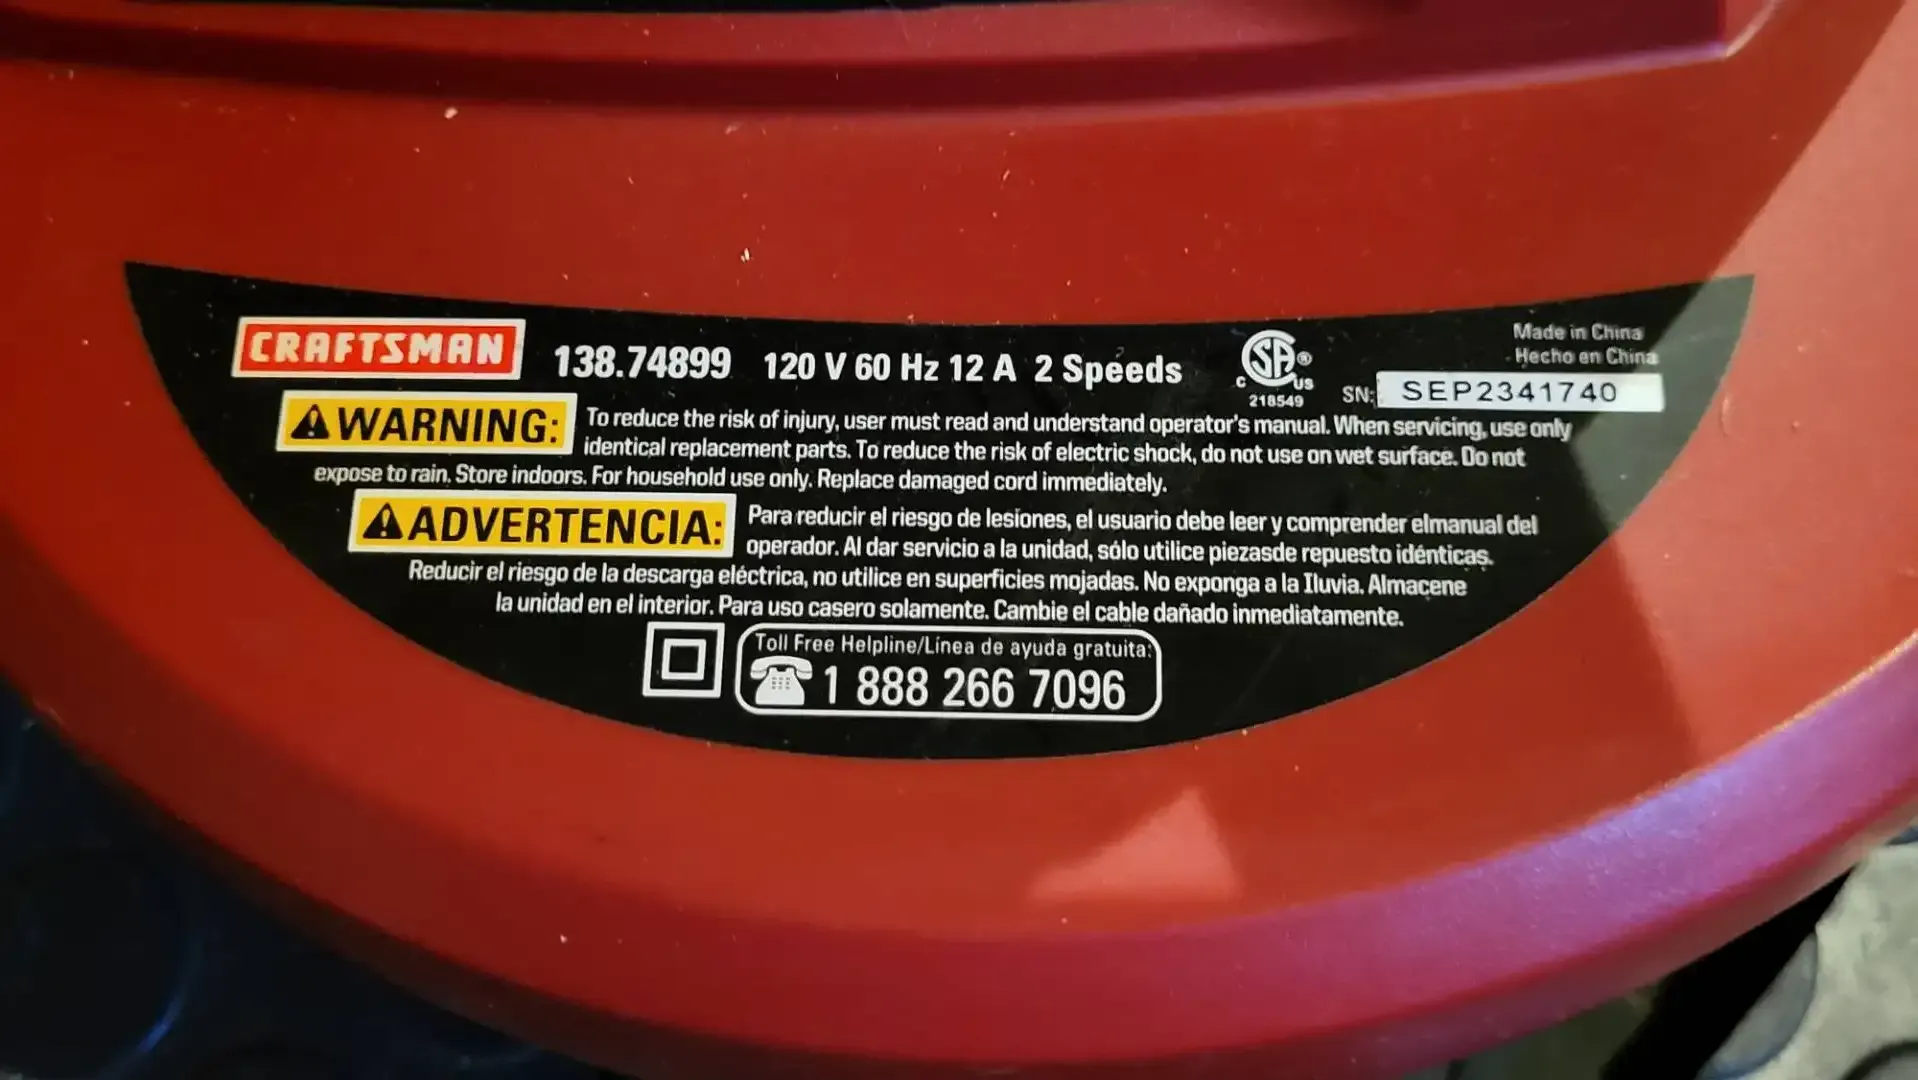 CRAFTSMAN 138.74899 120 V 60 Hz 12 A 2 Speeds
SA® C US
218549
Made in China
Hecho en China
SN: SEP2341740
WARNING: To reduce the risk of injury, user must read and understand operator's manual. When servicing, use only
identical replacement parts. To reduce the risk of electric shock, do not use on wet surface. Do not
expose to rain. Store indoors. For household use only. Replace damaged cord immediately.
ADVERTENCIA: Para reducir el riesgo de lesiones, el usuario debe leer y comprender elmanual del
operador. Al dar servicio a la unidad, sólo utilice piezasde repuesto idénticas.
Reducir el riesgo de la descarga eléctrica, no utilice en superficies mojadas. No exponga a la Iluvia. Almacene
la unidad en el interior. Para uso casero solamente. Cambie el cable dañado inmediatamente.
Toll Free Helpline/Línea de ayuda gratuita:
1 888 266 7096